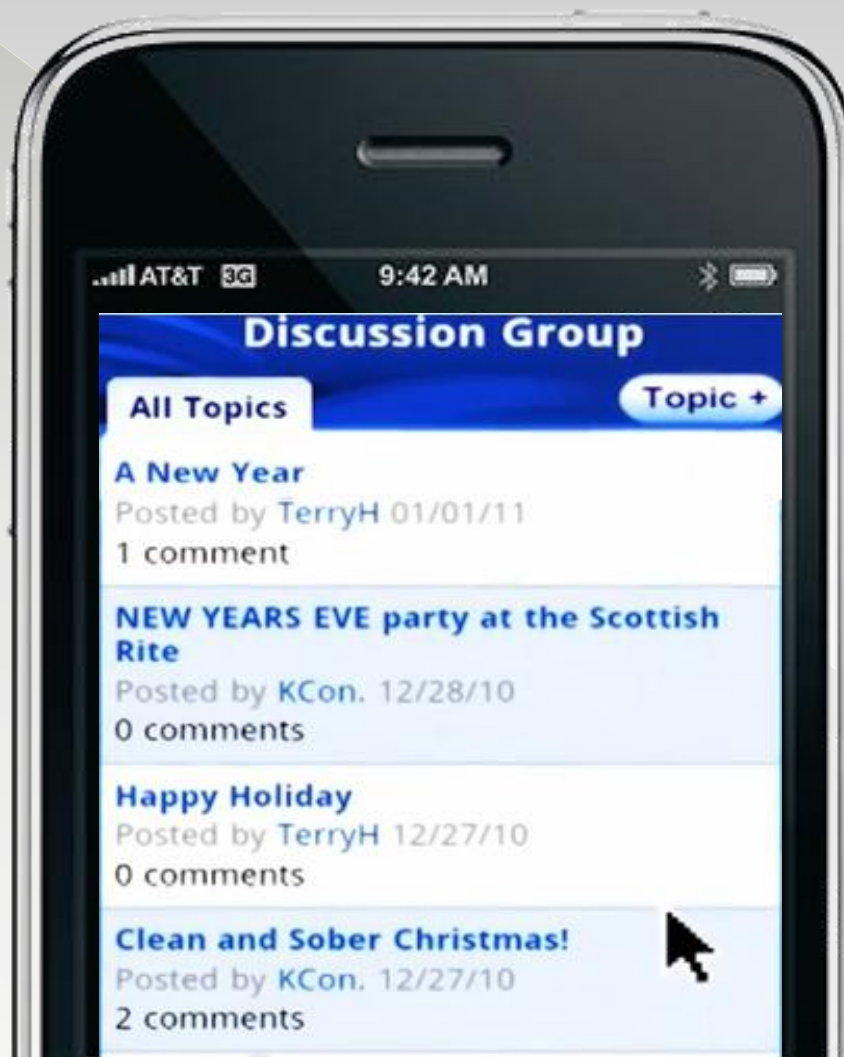 AT&T 3G 9:42 AM
Discussion Group
All Topics Topic +
A New Year
Posted by TerryH 01/01/11
1 comment
NEW YEARS EVE party at the Scottish
Rite
Posted by KCon. 12/28/10
0 comments
Happy Holiday
Posted by TerryH 12/27/10
0 comments
Clean and Sober Christmas!
Posted by KCon. 12/27/10
2 comments